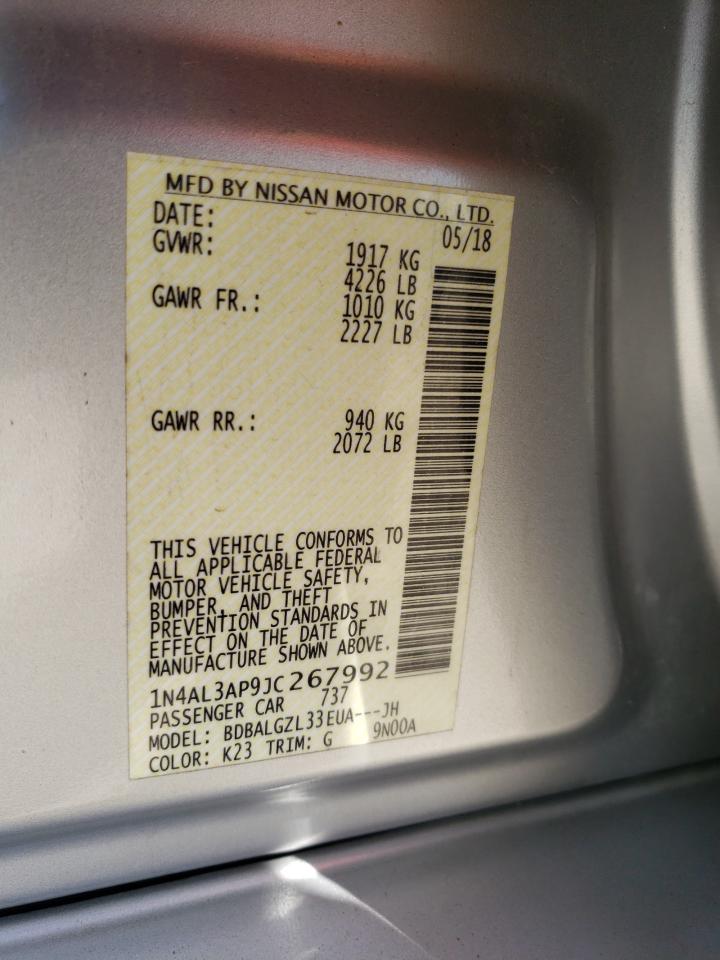 MFD BY NISSAN MOTOR CO., LTD.
DATE: 05/18
GVWR: 1917 KG
4226 LB
GAWR FR.: 1010 KG
2227 LB
GAWR RR.: 940 KG
2072 LB
THIS VEHICLE CONFORMS TO
ALL APPLICABLE FEDERAL
MOTOR VEHICLE SAFETY,
BUMPER, AND THEFT
PREVENTION STANDARDS IN
EFFECT ON THE DATE OF
MANUFACTURE SHOWN ABOVE.
1N4AL3AP9JC267992
PASSENGER CAR 737
MODEL: BDBALGZL33EUA---JH
COLOR: K23 TRIM: G 9N00A